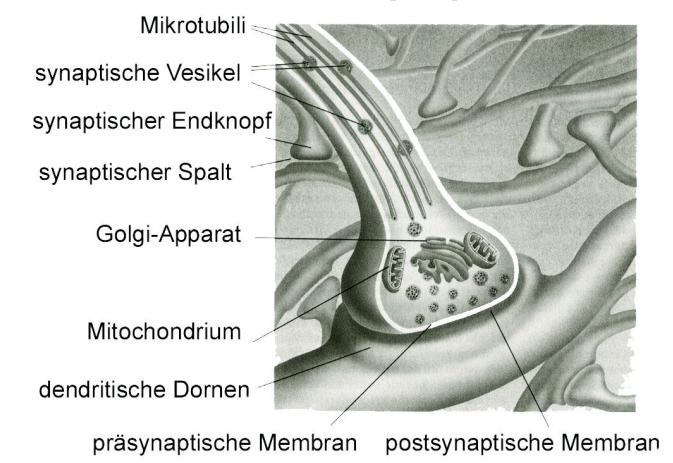 Mikrotubili
synaptische Vesikel
synaptischer Endknopf
synaptischer Spalt
Golgi-Apparat
Mitochondrium
dendritische Dornen
präsynaptische Membran postsynaptische Membran